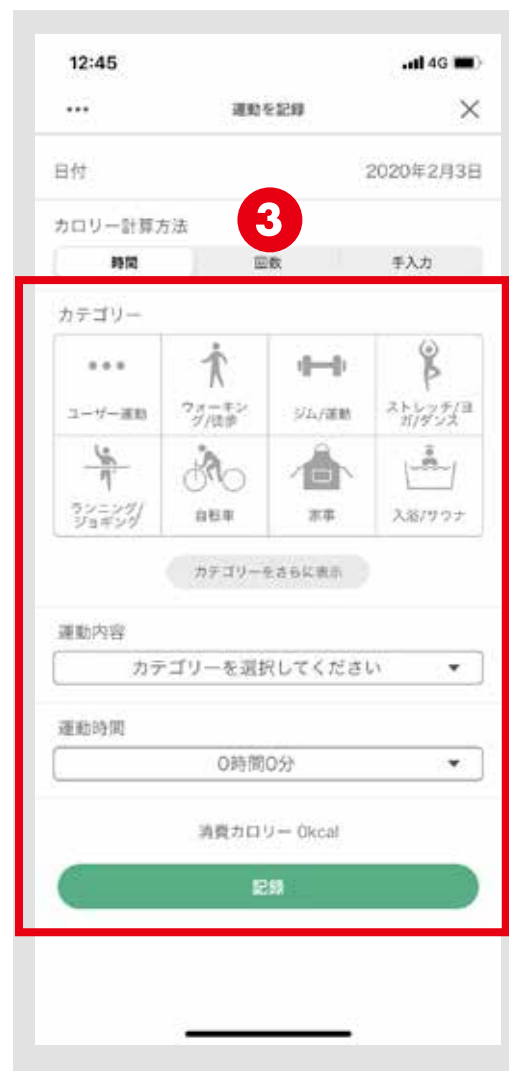 12:45 4G
… 運動を記録 ×
日付 2020年2月3日
カロリー計算方法
3
時間 回数 手入力
カテゴリー
ユーザー運動 ウォーキン ジム/運動 ストレッチ/ヨ
グ/徒歩 ガ/ダンス
ランニング/ 自転車 家事 入浴/サウナ
ジョギング
カテゴリーをさらに表示
運動内容
カテゴリーを選択してください
運動時間
0時間0分
消費カロリー 0kcal
記録